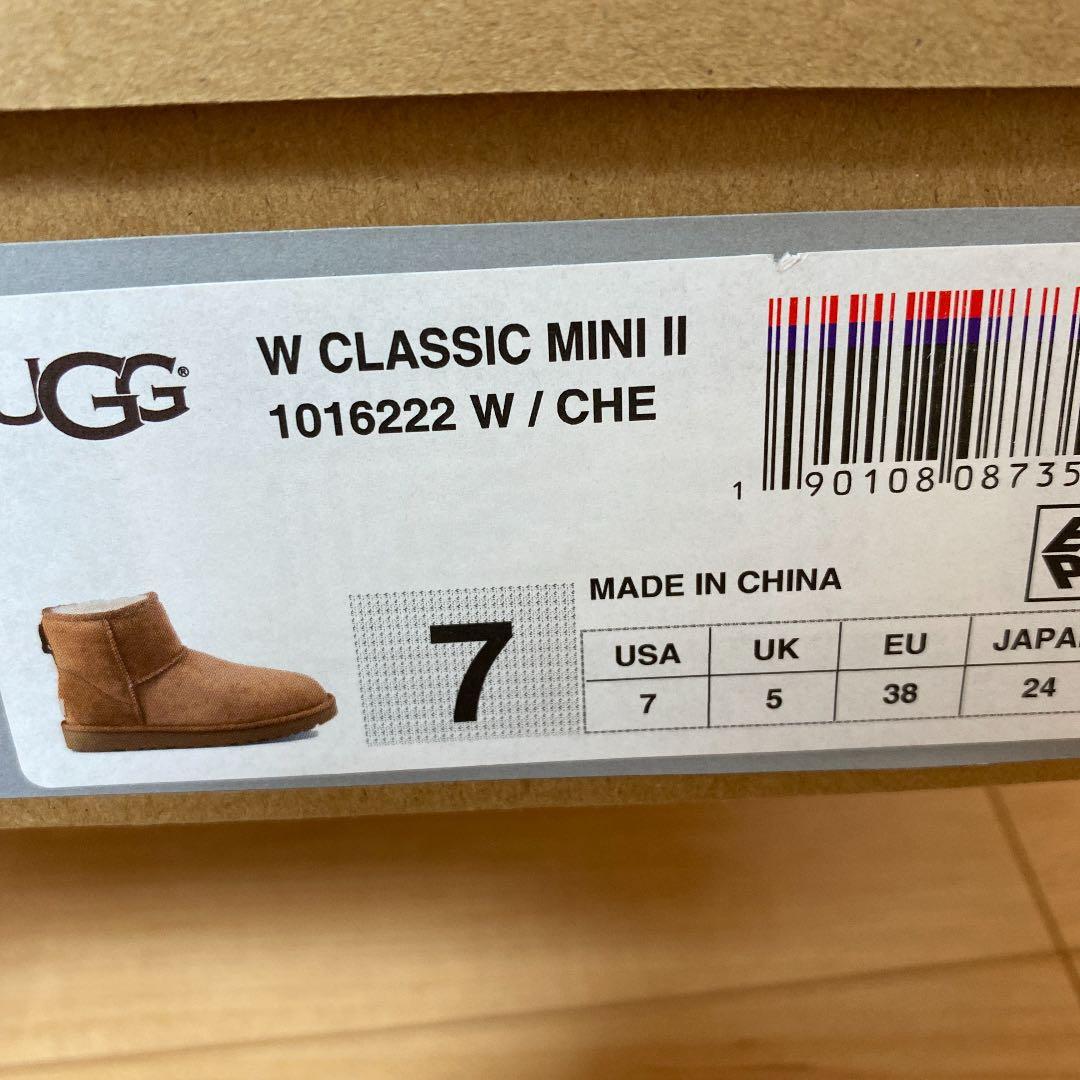 UGG®
W CLASSIC MINI II
1016222 W / CHE
1 90108 08735
MADE IN CHINA
7
USA UK EU JAPA
7 5 38 24